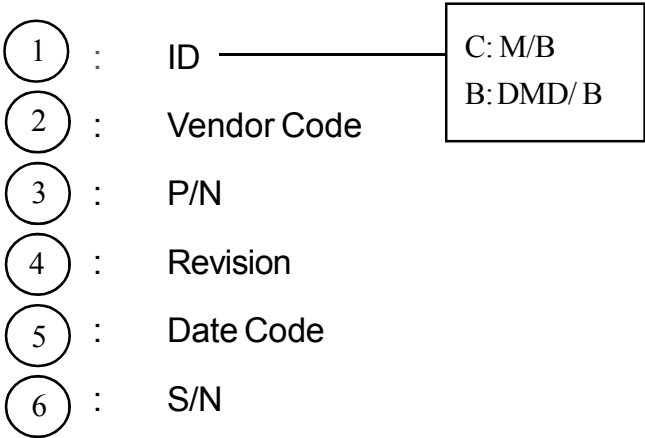 1 : ID
C: M/B
B: DMD/ B
2 : Vendor Code
3 : P/N
4 : Revision
5 : Date Code
6 : S/N